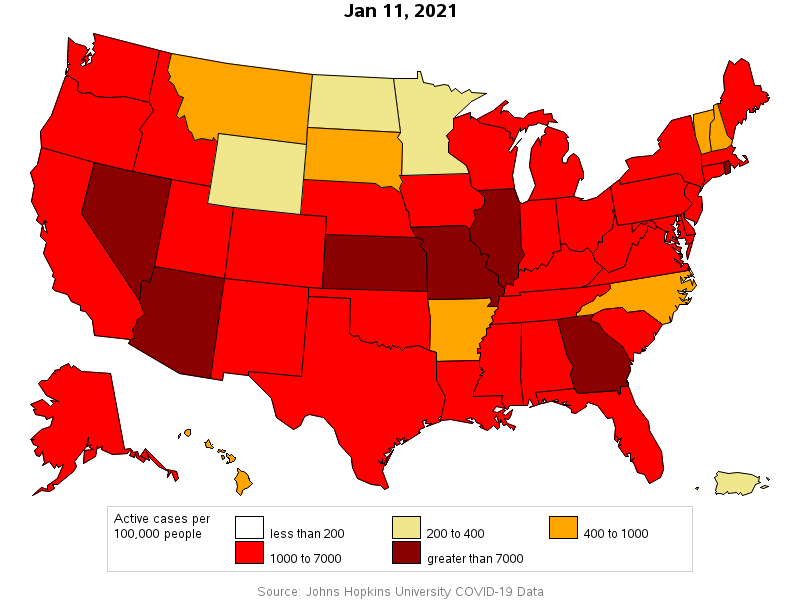 Jan 11, 2021
Active cases per
100,000 people
less than 200
200 to 400
400 to 1000
1000 to 7000
greater than 7000
Source: Johns Hopkins University COVID-19 Data